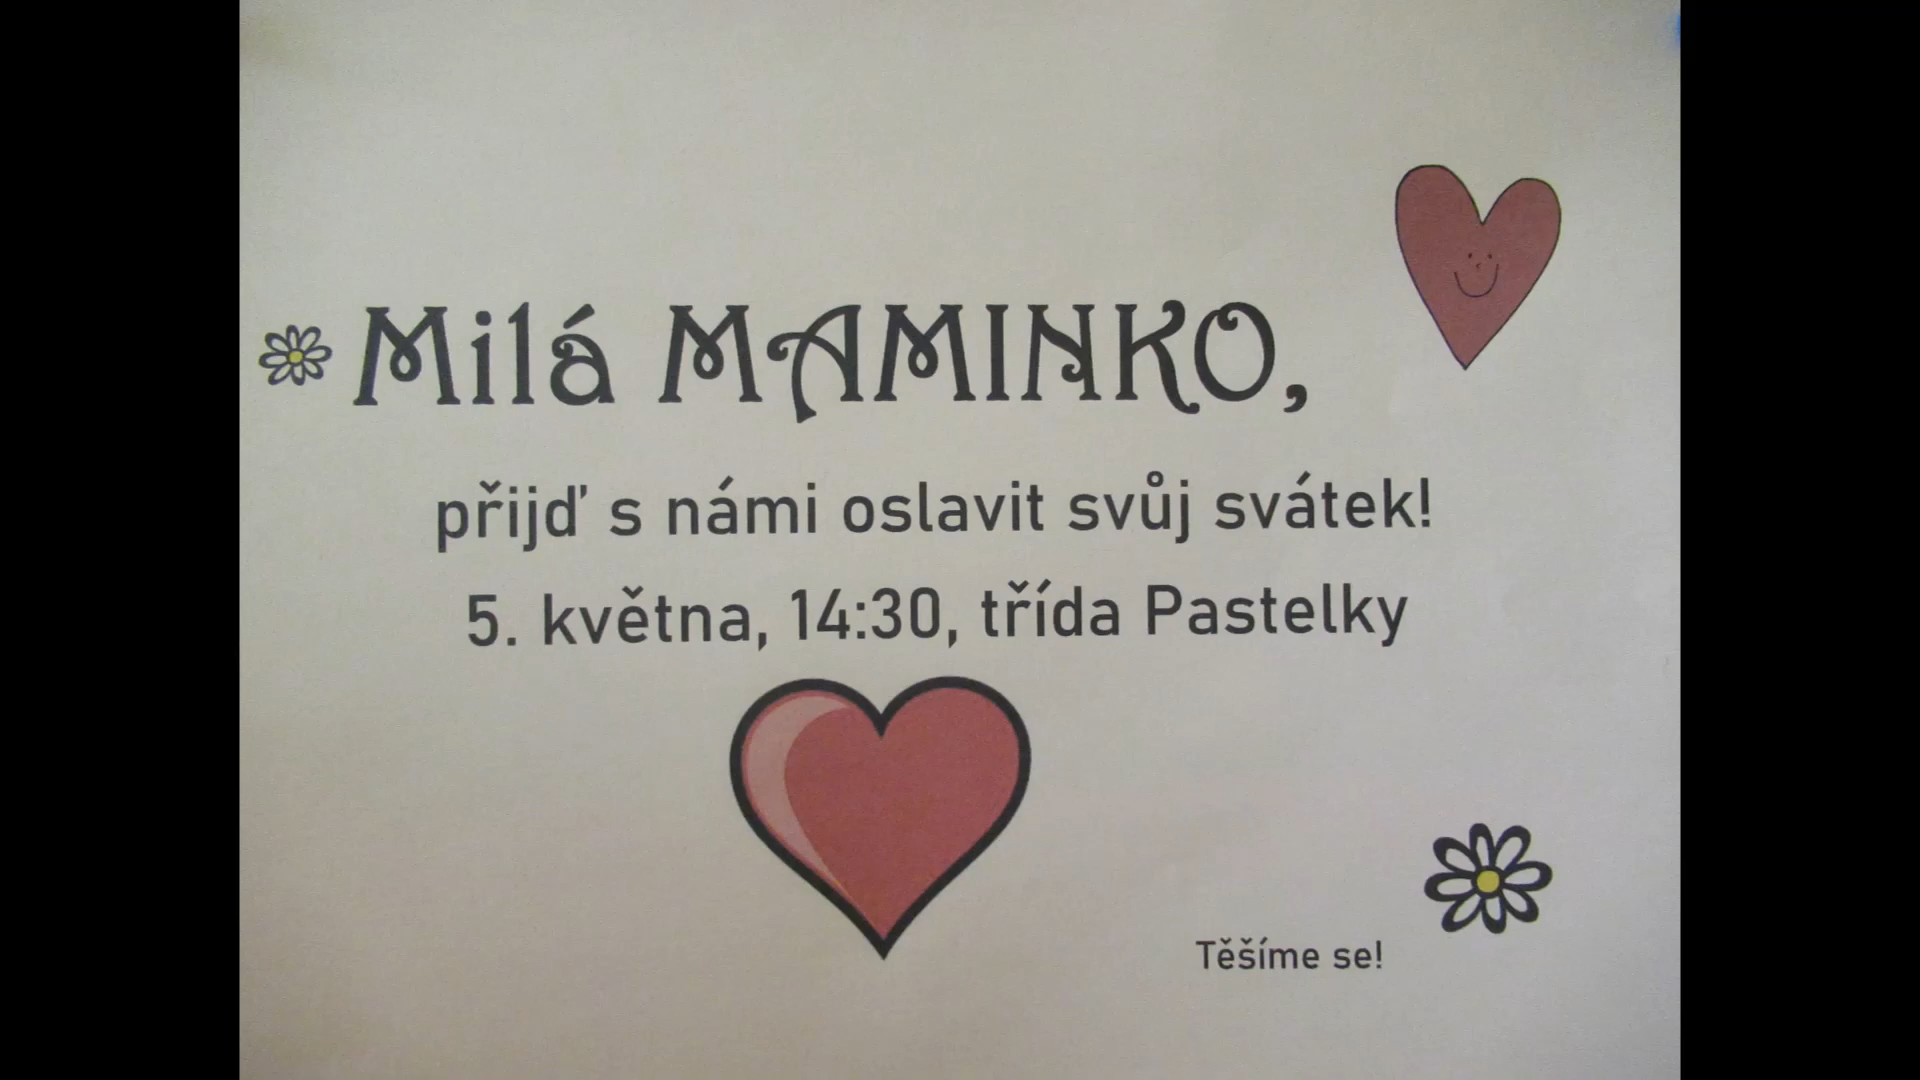 Milá MAMINKO,
přijď s námi oslavit svůj svátek!
5. května, 14:30, třída Pastelky
Těšíme se!